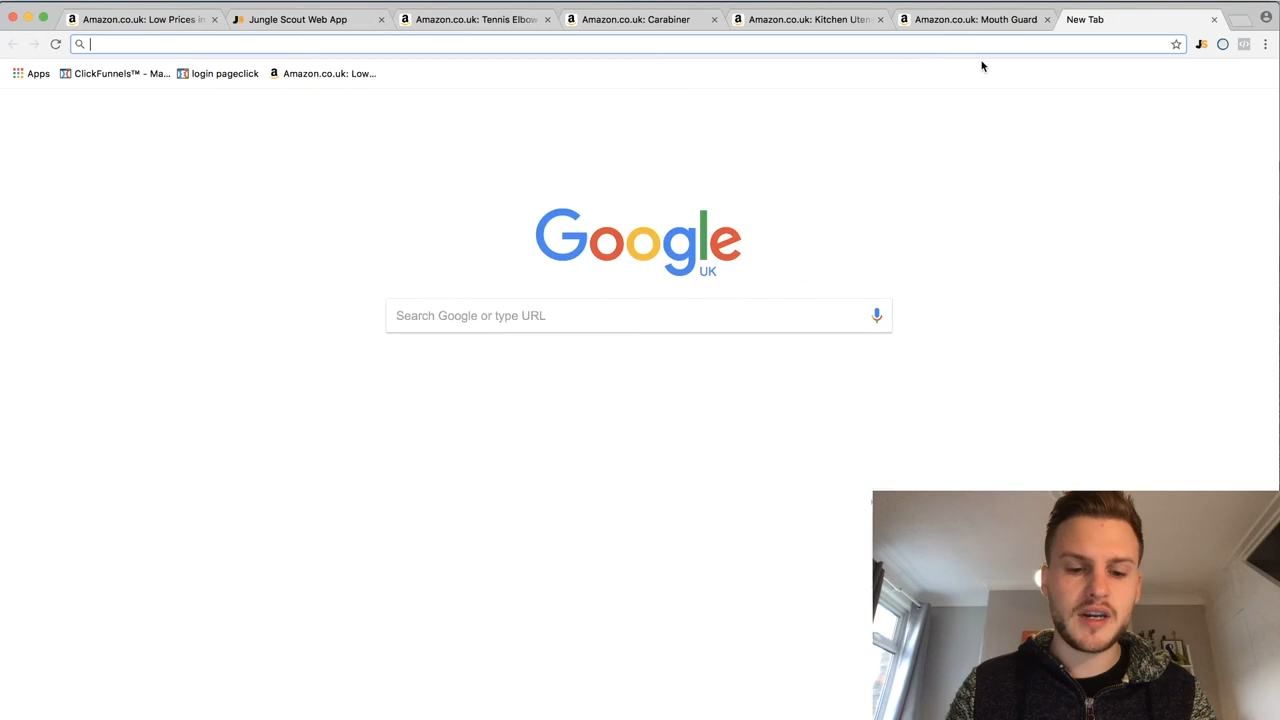 Amazon.co.uk: Low Prices in
Jungle Scout Web App
Amazon.co.uk: Tennis Elbow
Amazon.co.uk: Carabiner
Amazon.co.uk: Kitchen Uten
Amazon.co.uk: Mouth Guard
New Tab
JS
Apps
ClickFunnels™ - Ma...
login pageclick
Amazon.co.uk: Low...
Google
UK
Search Google or type URL